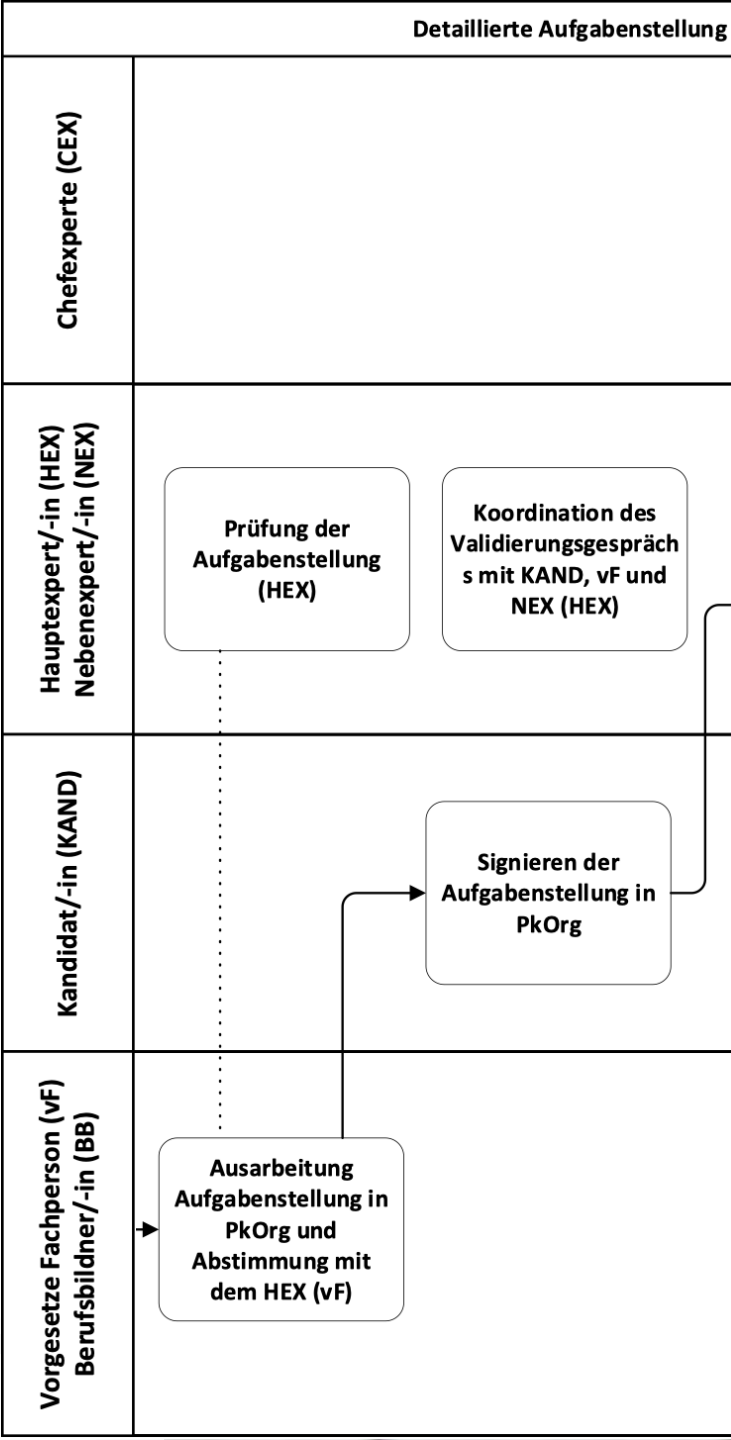 Detaillierte Aufgabenstellung
Chefexperte (CEX)
Hauptexpert/-in (HEX)
Nebenexpert/-in (NEX)
Prüfung der
Aufgabenstellung
(HEX)
Koordination des
Validierungsgespräch
s mit KAND, vF und
NEX (HEX)
Kandidat/-in (KAND)
Signieren der
Aufgabenstellung in
PkOrg
Vorgesetze Fachperson (vF)
Berufsbildner/-in (BB)
Ausarbeitung
Aufgabenstellung in
PkOrg und
Abstimmung mit
dem HEX (vF)